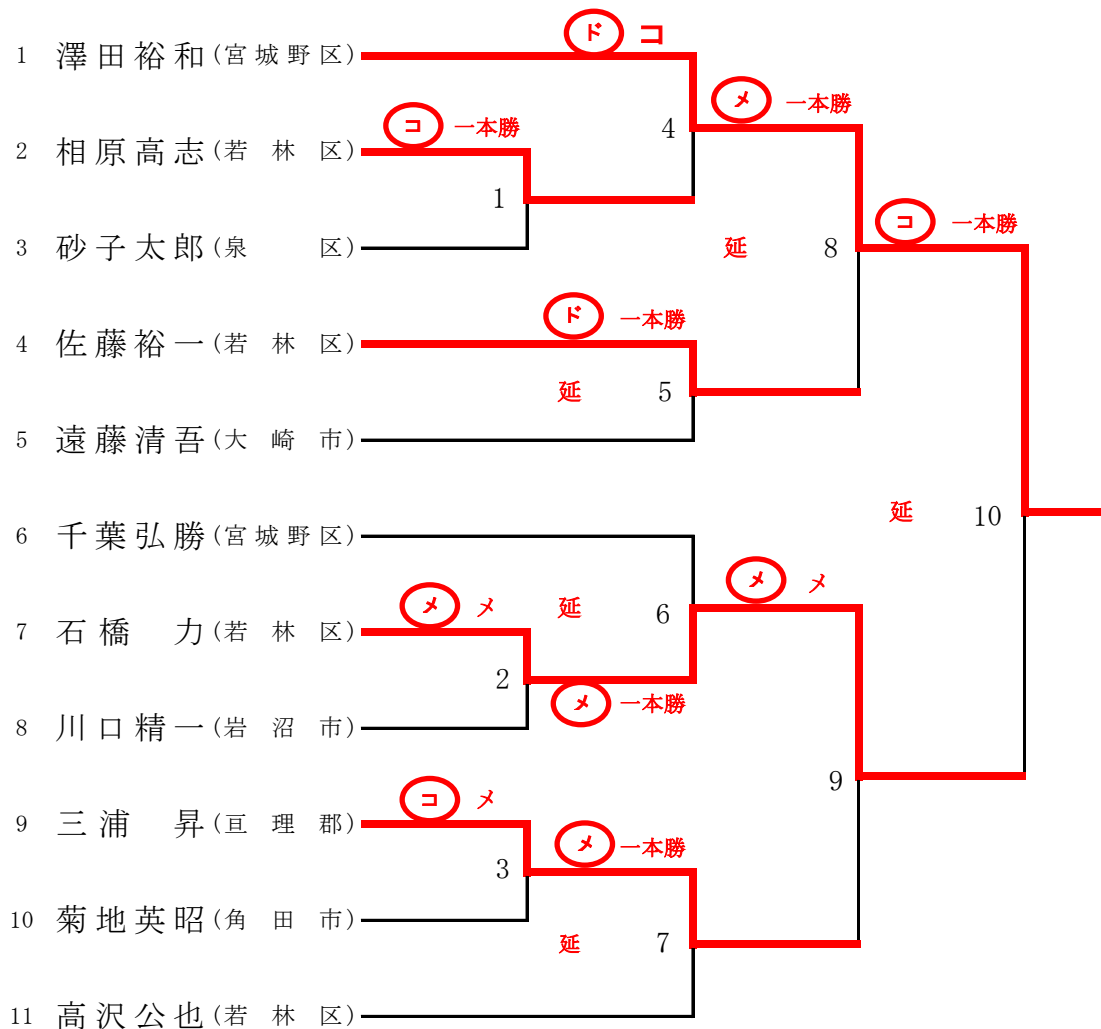 ド コ
1 澤田裕和(宮城野区)
メ 一本勝
コ 一本勝
4
2 相原高志(若林区)
1
コ 一本勝
3 砂子太郎(泉 区)
延 8
ド 一本勝
4 佐藤裕一(若林区)
延 5
5 遠藤清吾(大崎市)
延 10
6 千葉弘勝(宮城野区)
メ メ
メ メ 延 6
7 石橋 力(若林区)
2
メ 一本勝
8 川口精一(岩沼市)
9
コ メ
9 三浦 昇(亘理郡)
メ 一本勝
3
10 菊地英昭(角田市)
延 7
11 高沢公也(若林区)